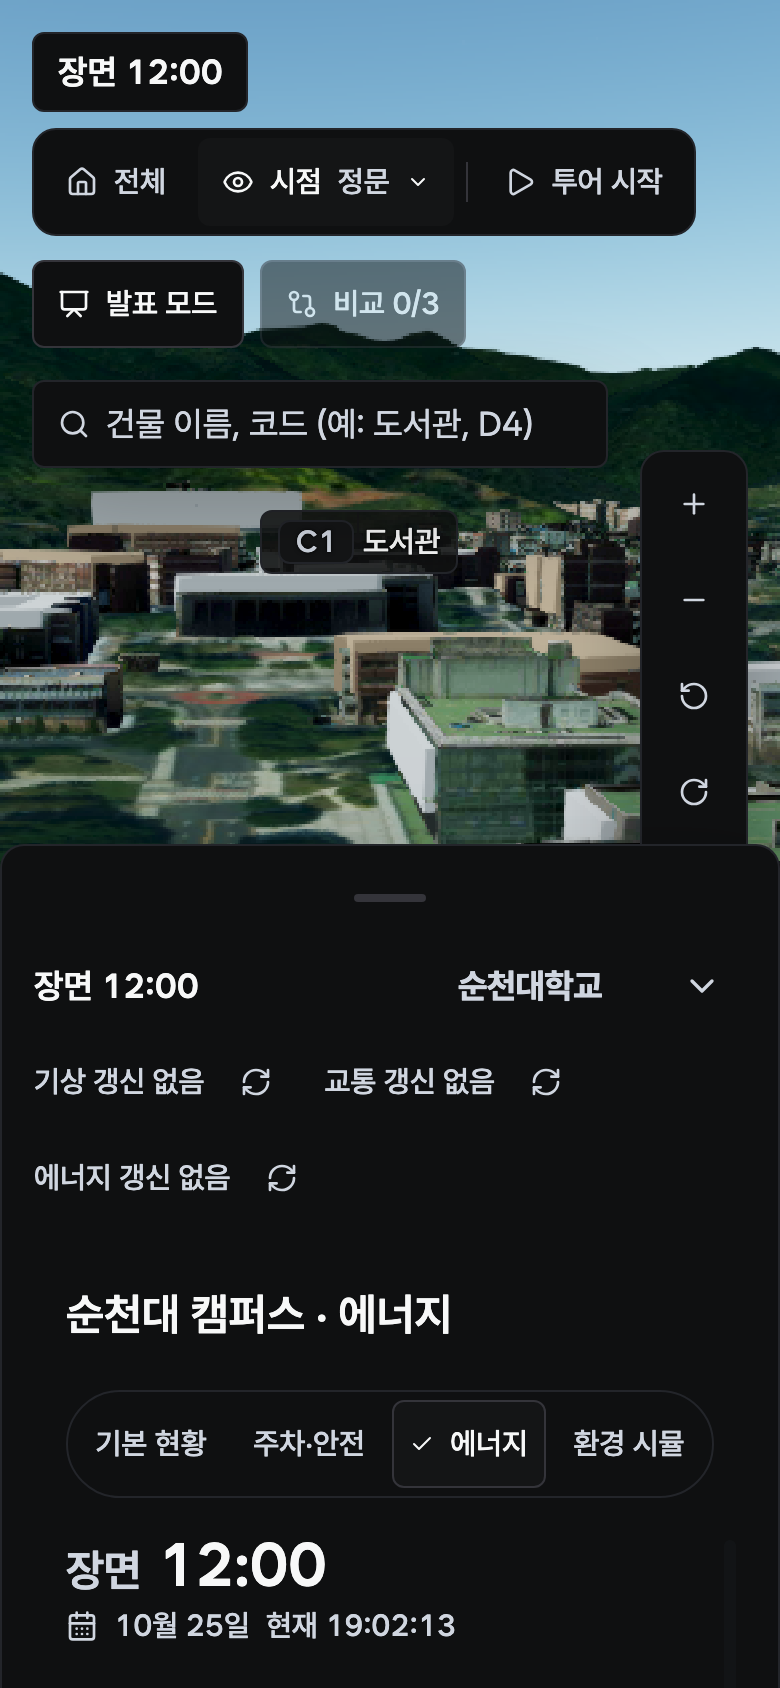 장면 12:00
전체 시점 정문 투어 시작
발표 모드 비교 0/3
건물 이름, 코드 (예: 도서관, D4)
C1 도서관
장면 12:00 순천대학교
기상 갱신 없음 교통 갱신 없음
에너지 갱신 없음
순천대 캠퍼스 · 에너지
기본 현황 주차·안전 에너지 환경 시뮬
장면 12:00
10월 25일 현재 19:02:13